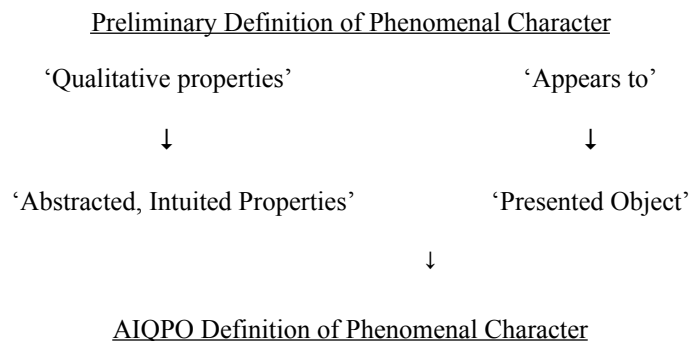 Preliminary Definition of Phenomenal Character
‘Qualitative properties’ ‘Appears to’
↓ ↓
‘Abstracted, Intuited Properties’ ‘Presented Object’
↓
AIQPO Definition of Phenomenal Character